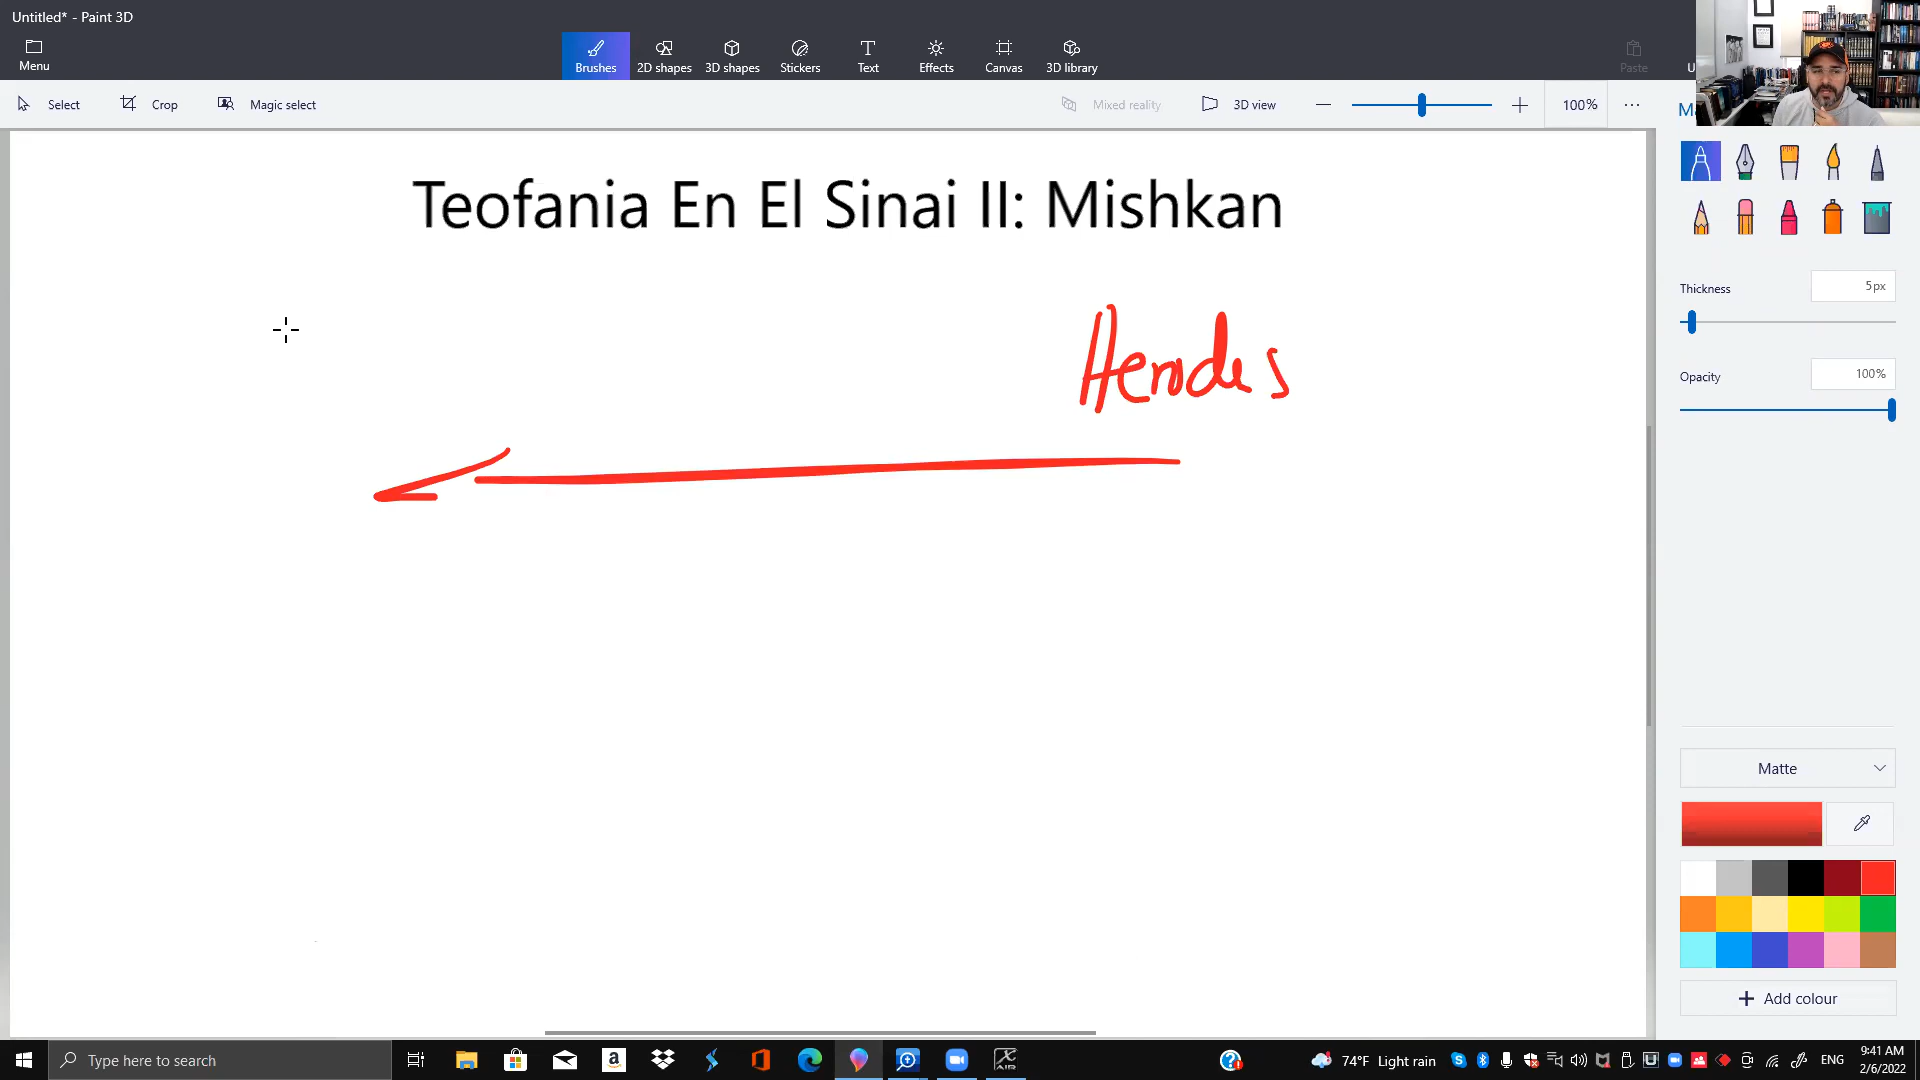 Untitled* - Paint 3D
Menu
Brushes
2D shapes
3D shapes
Stickers
Text
Effects
Canvas
3D library
Paste
U
Select
Crop
Magic select
Mixed reality
3D view
100%
Teofania En El Sinai II: Mishkan
Herodes
Thickness
5px
Opacity
100%
Matte
Add colour
Type here to search
74°F Light rain
ENG
9:41 AM
2/6/2022